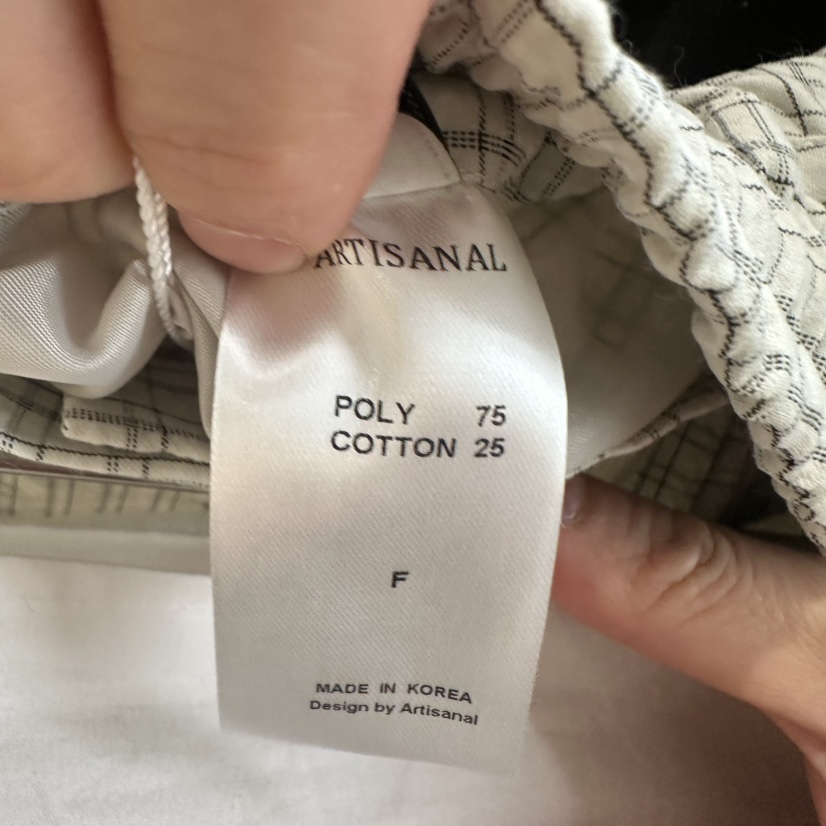 ARTISANAL
POLY 75
COTTON 25
F
MADE IN KOREA
Design by Artisanal